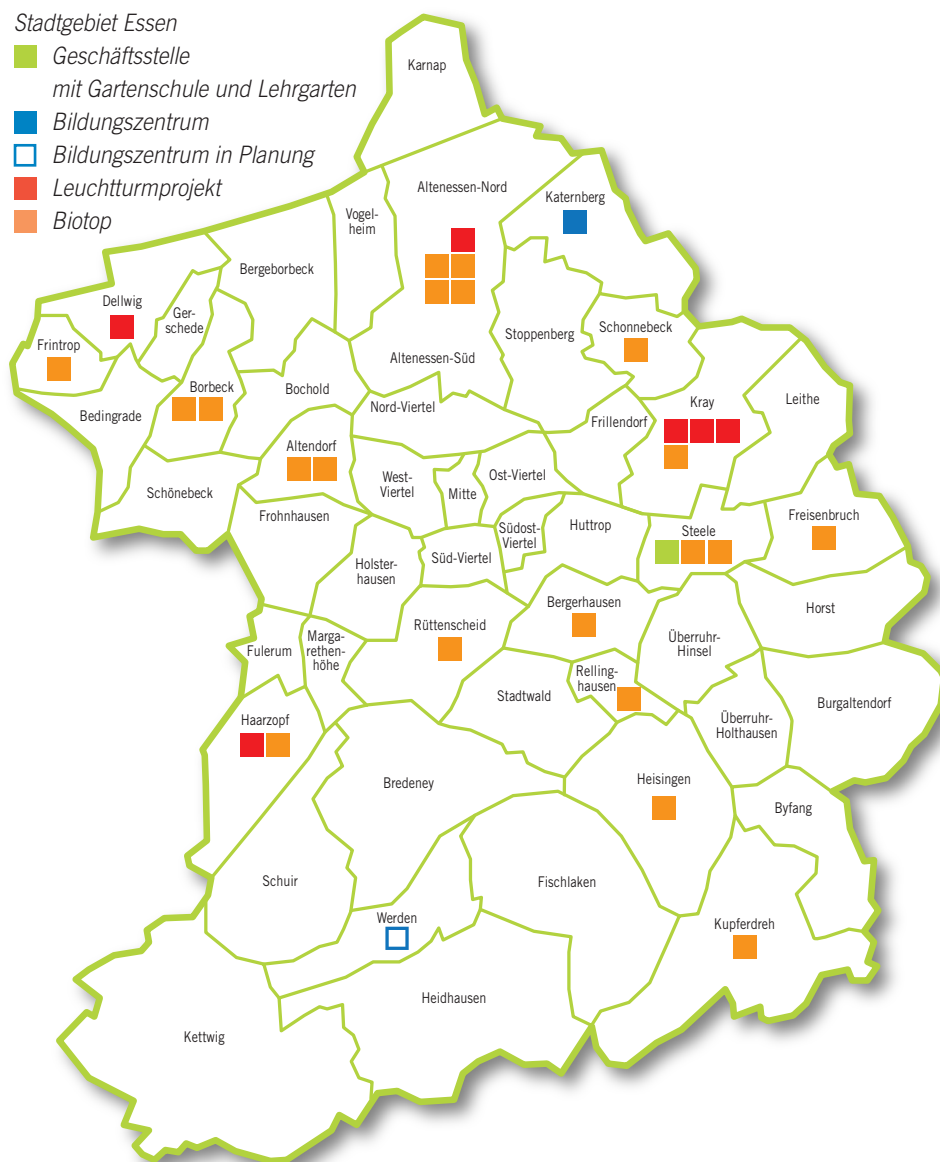 Stadtgebiet Essen
Geschäftsstelle
mit Gartenschule und Lehrgarten
Bildungszentrum
Bildungszentrum in Planung
Leuchtturmprojekt
Biotop
Karnap
Altenessen-Nord
Katernberg
Vogel-
heim
Bergeborbeck
Dellwig
Ger-
schede
Stoppenberg
Schonnebeck
Frintrop
Altenessen-Süd
Borbeck
Bochold
Bedingrade
Nord-Viertel
Frillendorf
Kray
Leithe
Altendorf
West-
Viertel
Mitte
Ost-Viertel
Schönebeck
Frohnhausen
Südost-
Viertel
Huttrop
Steele
Freisenbruch
Holster-
hausen
Süd-Viertel
Bergerhausen
Horst
Rüttenscheid
Überruhr-
Hinsel
Fulerum
Marga-
rethen-
höhe
Relling-
hausen
Stadtwald
Burgaltendorf
Haarzopf
Überruhr-
Holthausen
Bredeney
Heisingen
Byfang
Schuir
Fischlaken
Werden
Kupferdreh
Heidhausen
Kettwig